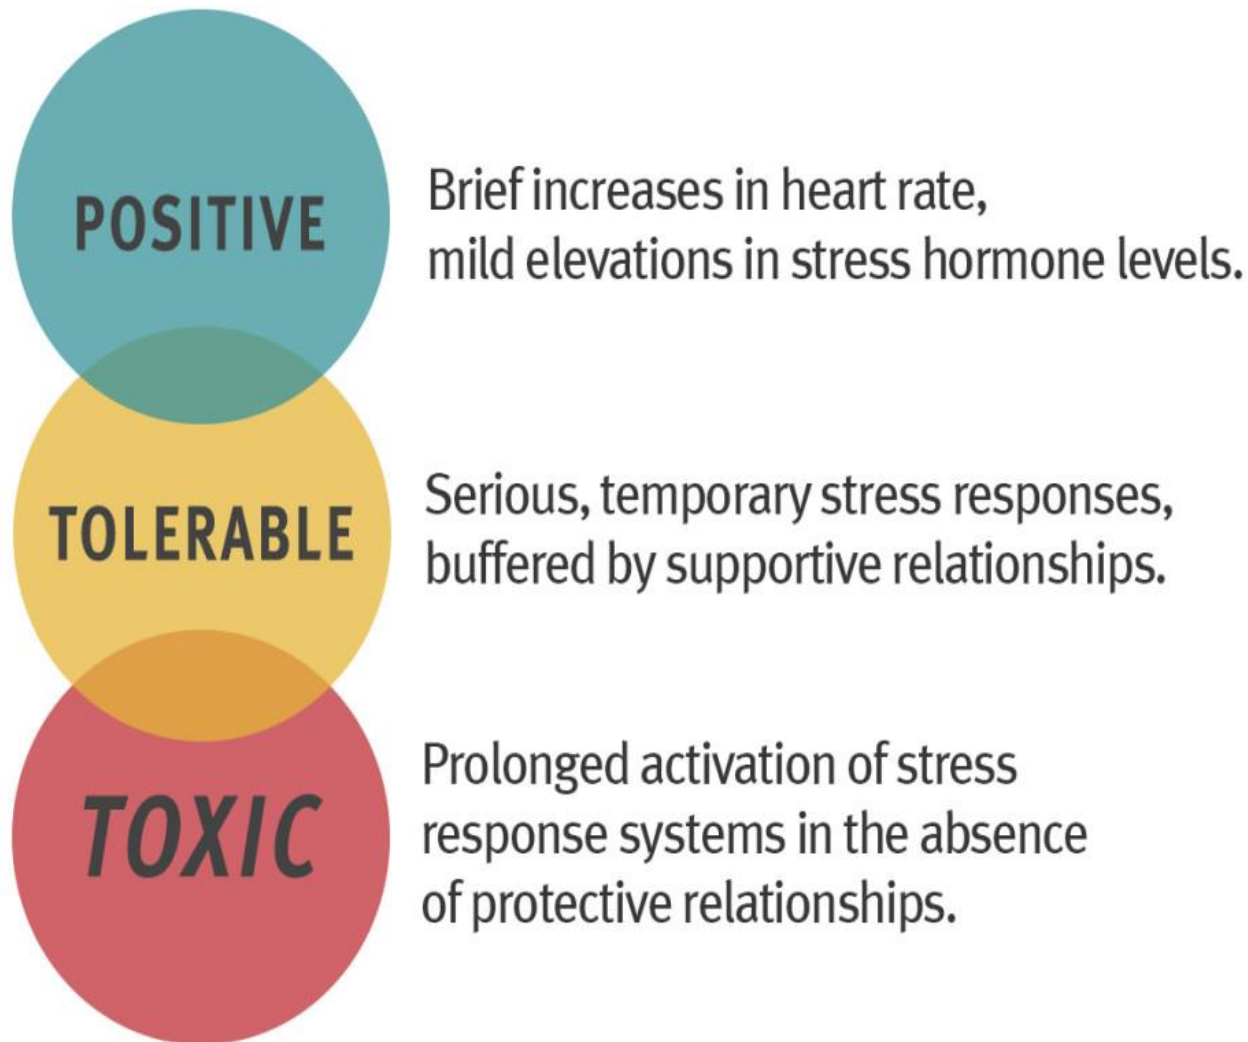 POSITIVE
Brief increases in heart rate,
mild elevations in stress hormone levels.
TOLERABLE
Serious, temporary stress responses,
buffered by supportive relationships.
TOXIC
Prolonged activation of stress
response systems in the absence
of protective relationships.